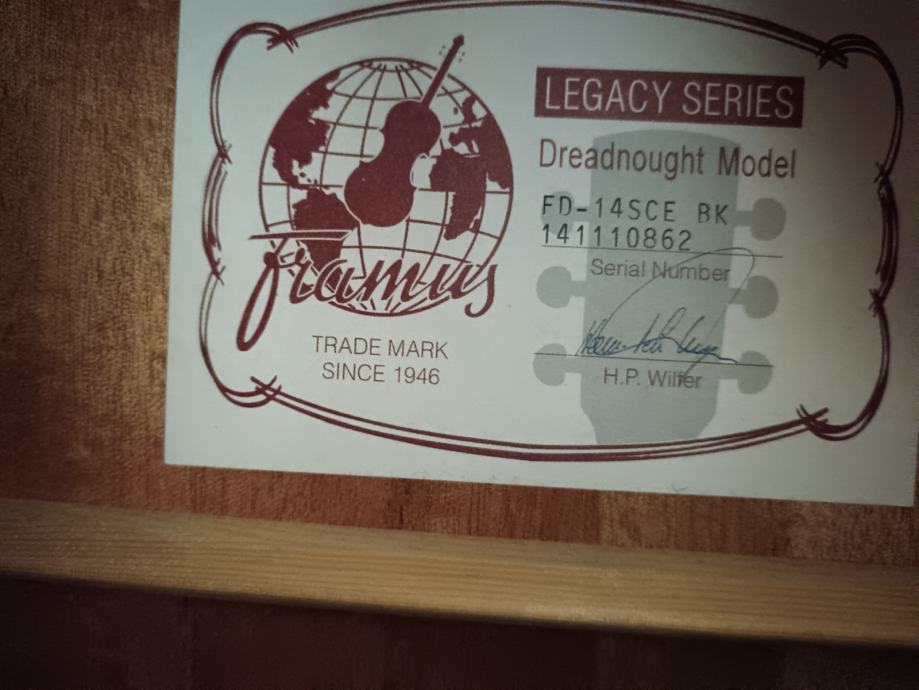 framus
TRADE MARK
SINCE 1946
LEGACY SERIES
Dreadnought Model
FD-14SCE BK
141110862
Serial Number
H.P. Wilfer